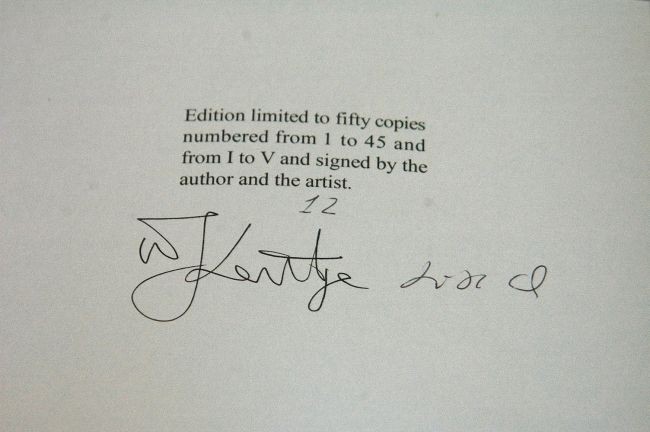 Edition limited to fifty copies
numbered from 1 to 45 and
from I to V and signed by the
author and the artist.
12